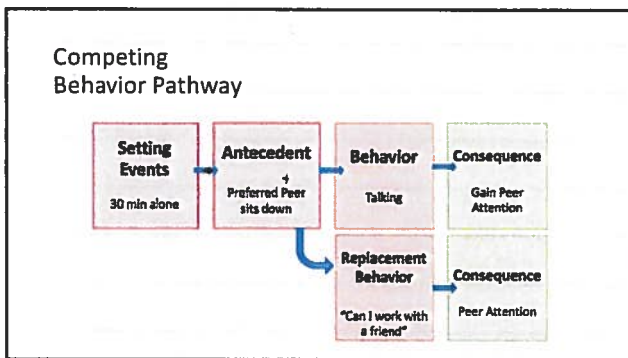 Competing
Behavior Pathway
Setting
Events
30 min alone
Antecedent
Preferred Peer
sits down
Behavior
Talking
Consequence
Gain Peer
Attention
Replacement
Behavior
"Can I work with
a friend"
Consequence
Peer Attention